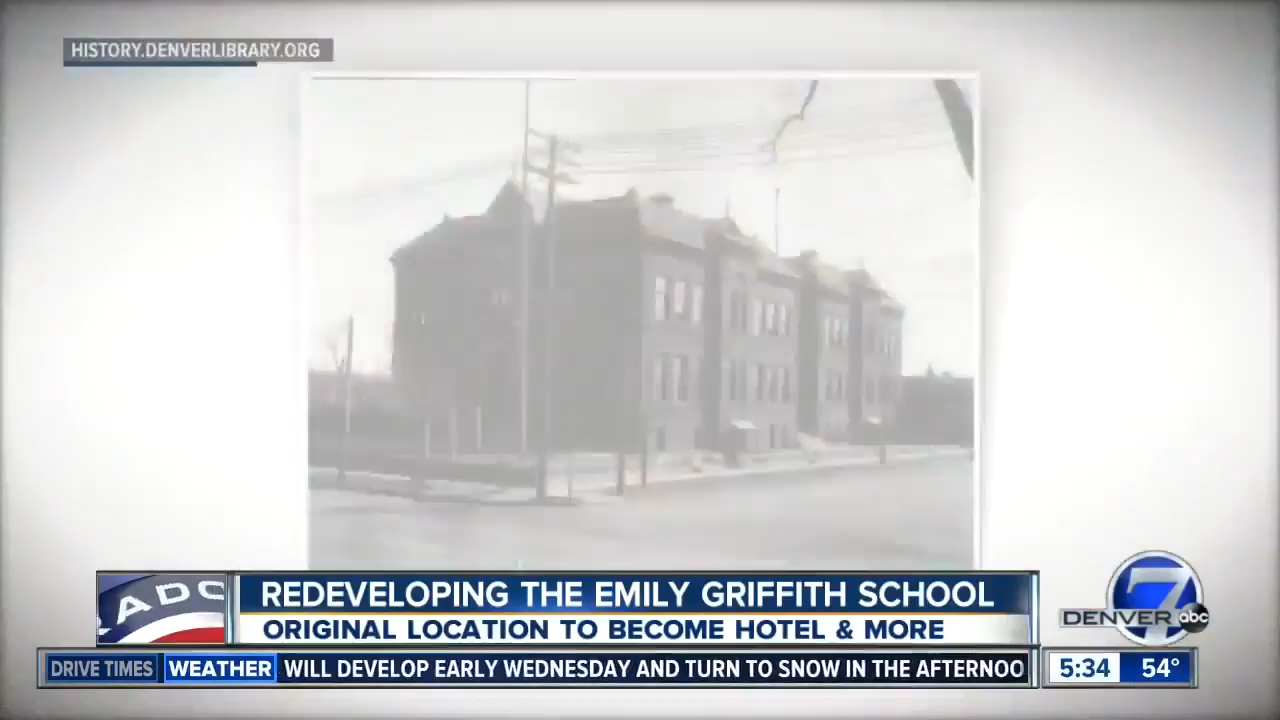 HISTORY.DENVERLIBRARY.ORG
REDEVELOPING THE EMILY GRIFFITH SCHOOL
ORIGINAL LOCATION TO BECOME HOTEL & MORE
DENVER 7 abc
DRIVE TIMES WEATHER WILL DEVELOP EARLY WEDNESDAY AND TURN TO SNOW IN THE AFTERNOO
5:34 54°